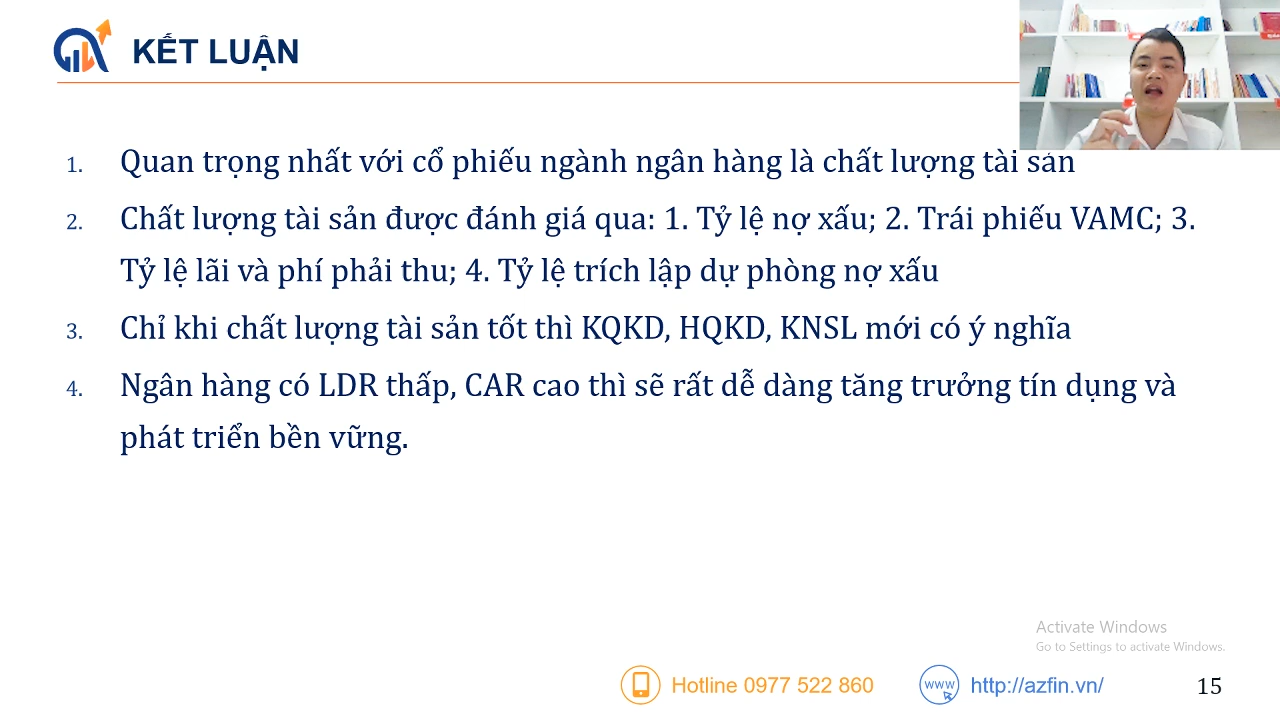 KẾT LUẬN
1. Quan trọng nhất với cổ phiếu ngành ngân hàng là chất lượng tài sản
2. Chất lượng tài sản được đánh giá qua: 1. Tỷ lệ nợ xấu; 2. Trái phiếu VAMC; 3.
Tỷ lệ lãi và phí phải thu; 4. Tỷ lệ trích lập dự phòng nợ xấu
3. Chỉ khi chất lượng tài sản tốt thì KQKD, HQKD, KNSL mới có ý nghĩa
4. Ngân hàng có LDR thấp, CAR cao thì sẽ rất dễ dàng tăng trưởng tín dụng và
phát triển bền vững.
Activate Windows
Go to Settings to activate Windows.
Hotline 0977 522 860
www
http://azfin.vn/
15